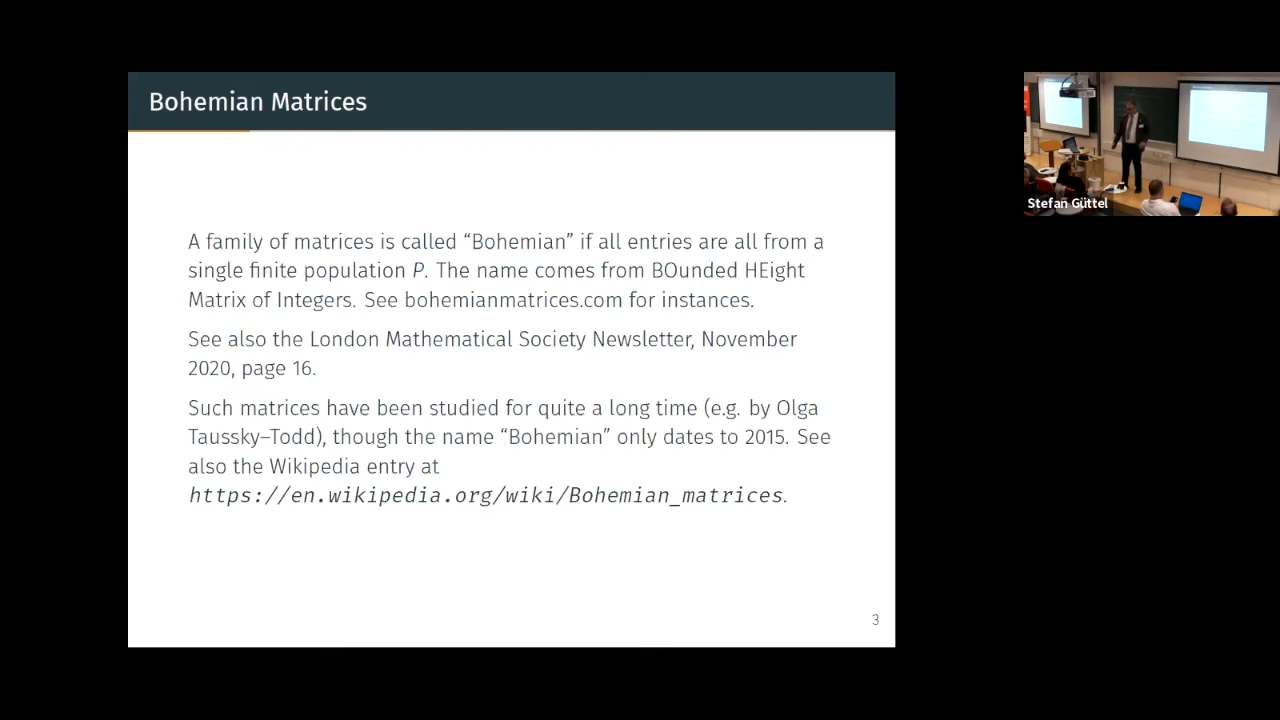 Bohemian Matrices
A family of matrices is called “Bohemian” if all entries are all from a
single finite population P. The name comes from BOunded HEight
Matrix of Integers. See bohemianmatrices.com for instances.
See also the London Mathematical Society Newsletter, November
2020, page 16.
Such matrices have been studied for quite a long time (e.g. by Olga
Taussky–Todd), though the name “Bohemian” only dates to 2015. See
also the Wikipedia entry at
https://en.wikipedia.org/wiki/Bohemian_matrices.
3
Stefan Güttel